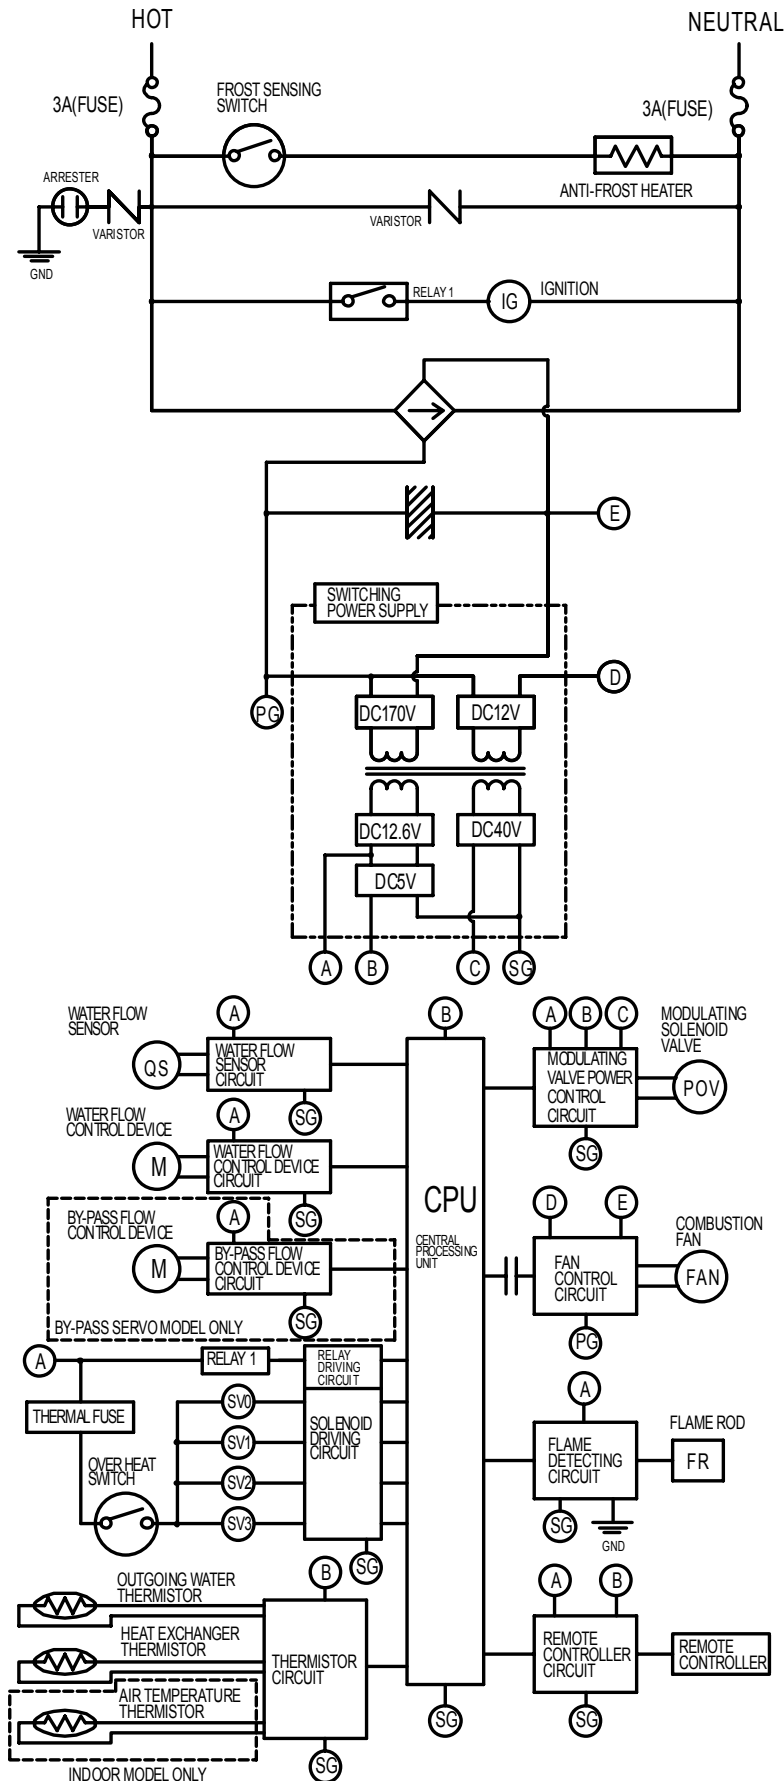 HOT
NEUTRAL
3A(FUSE)
FROST SENSING
SWITCH
3A(FUSE)
ARRESTER
ANTI-FROST HEATER
VARISTOR
VARISTOR
GND
RELAY 1
IG
IGNITION
E
SWITCHING
POWER SUPPLY
D
PG
DC170V
DC12V
DC12.6V
DC40V
DC5V
A
B
C
SG
WATER FLOW
SENSOR
A
QS
WATER FLOW
SENSOR
CIRCUIT
SG
WATER FLOW
CONTROL DEVICE
A
M
WATER FLOW
CONTROL DEVICE
CIRCUIT
SG
BY-PASS FLOW
CONTROL DEVICE
A
M
BY-PASS FLOW
CONTROL DEVICE
CIRCUIT
SG
BY-PASS SERVO MODEL ONLY
B
CPU
CENTRAL
PROCESSING
UNIT
SG
A
B
C
MODULATING
SOLENOID
VALVE
MODULATING
VALVE POWER
CONTROL
CIRCUIT
POV
SG
D
E
COMBUSTION
FAN
FAN
CONTROL
CIRCUIT
FAN
PG
A
RELAY 1
RELAY
DRIVING
CIRCUIT
THERMAL FUSE
SV0
SV1
SV2
SV3
SOLENOID
DRIVING
CIRCUIT
OVER HEAT
SWITCH
SG
A
FLAME ROD
FLAME
DETECTING
CIRCUIT
FR
SG
GND
B
OUTGOING WATER
THERMISTOR
HEAT EXCHANGER
THERMISTOR
AIR TEMPERATURE
THERMISTOR
THERMISTOR
CIRCUIT
SG
INDOOR MODEL ONLY
A
B
REMOTE
CONTROLLER
CIRCUIT
REMOTE
CONTROLLER
SG